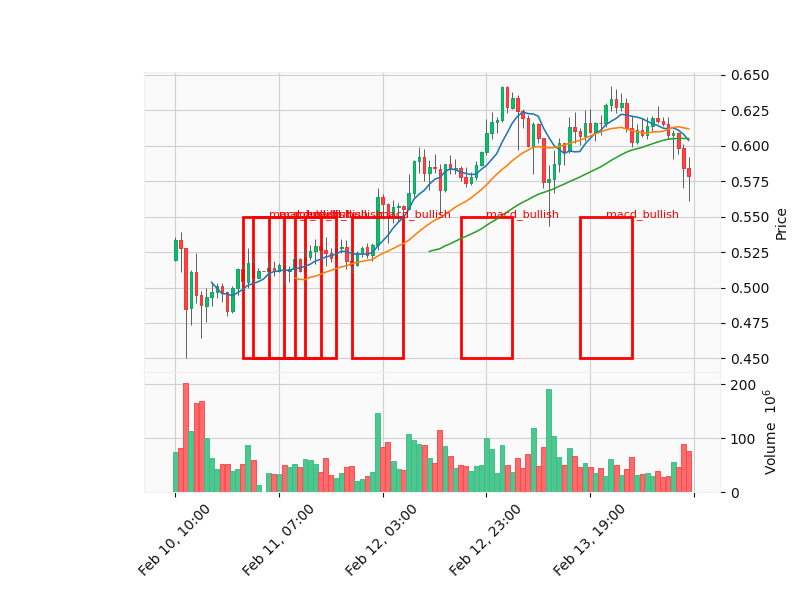 0.650
0.625
0.600
0.575
0.550
0.525
0.500
0.475
0.450
Price
macd_bullish
macd_bullish
macd_bullish
200
100
0
Volume 10^6
Feb 10, 10:00
Feb 11, 07:00
Feb 12, 03:00
Feb 12, 23:00
Feb 13, 19:00